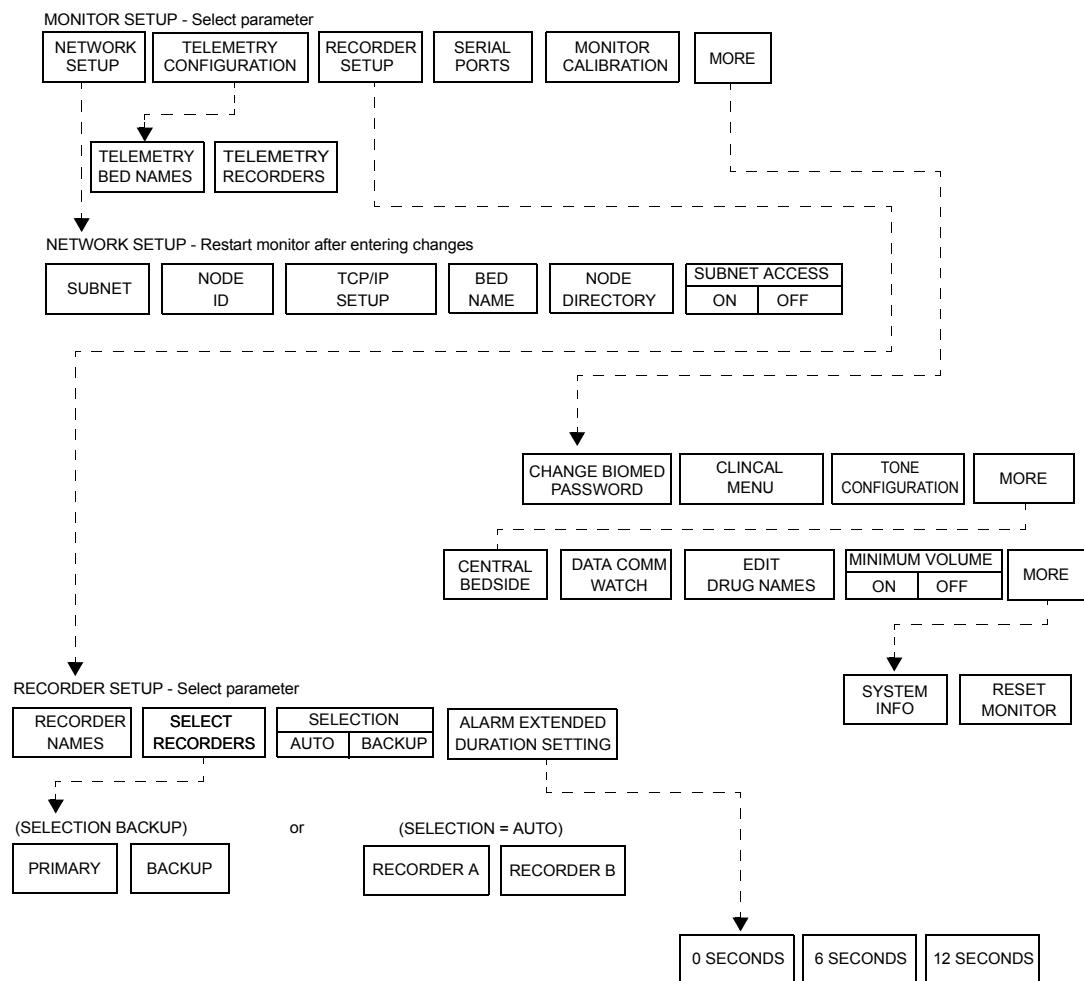 MONITOR SETUP - Select parameter
NETWORK
SETUP
TELEMETRY
CONFIGURATION
RECORDER
SETUP
SERIAL
PORTS
MONITOR
CALIBRATION
MORE
TELEMETRY
BED NAMES
TELEMETRY
RECORDERS
NETWORK SETUP - Restart monitor after entering changes
SUBNET
NODE
ID
TCP/IP
SETUP
BED
NAME
NODE
DIRECTORY
SUBNET ACCESS
ON
OFF
CHANGE BIOMED
PASSWORD
CLINCAL
MENU
TONE
CONFIGURATION
MORE
CENTRAL
BEDSIDE
DATA COMM
WATCH
EDIT
DRUG NAMES
MINIMUM VOLUME
ON
OFF
MORE
SYSTEM
INFO
RESET
MONITOR
RECORDER SETUP - Select parameter
RECORDER
NAMES
SELECT
RECORDERS
SELECTION
AUTO
BACKUP
ALARM EXTENDED
DURATION SETTING
(SELECTION BACKUP)
or
(SELECTION = AUTO)
PRIMARY
BACKUP
RECORDER A
RECORDER B
0 SECONDS
6 SECONDS
12 SECONDS